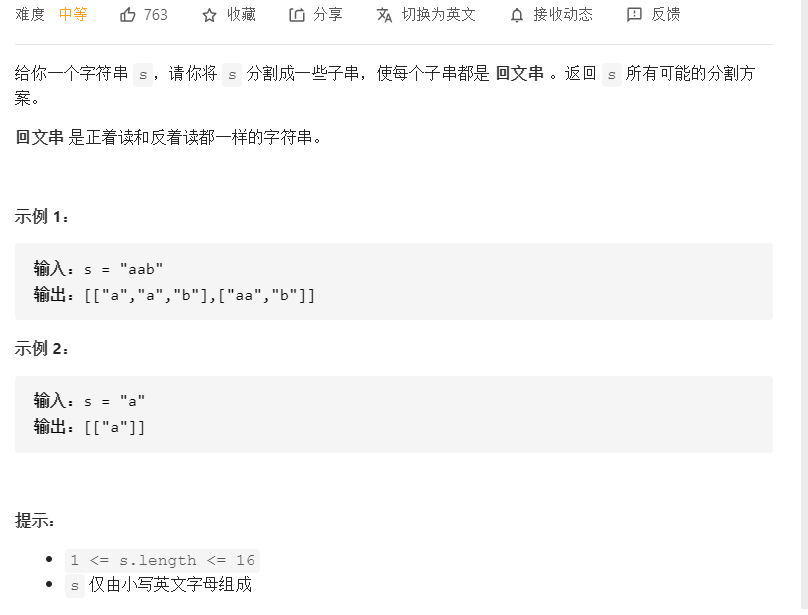 难度 中等 763 收藏 分享 切换为英文 接收动态 反馈
给你一个字符串 s，请你将 s 分割成一些子串，使每个子串都是 回文串 。返回 s 所有可能的分割方
案。
回文串 是正着读和反着读都一样的字符串。
示例 1：
输入：s = "aab"
输出：[["a","a","b"],["aa","b"]]
示例 2：
输入：s = "a"
输出：[["a"]]
提示：
1 <= s.length <= 16
s 仅由小写英文字母组成